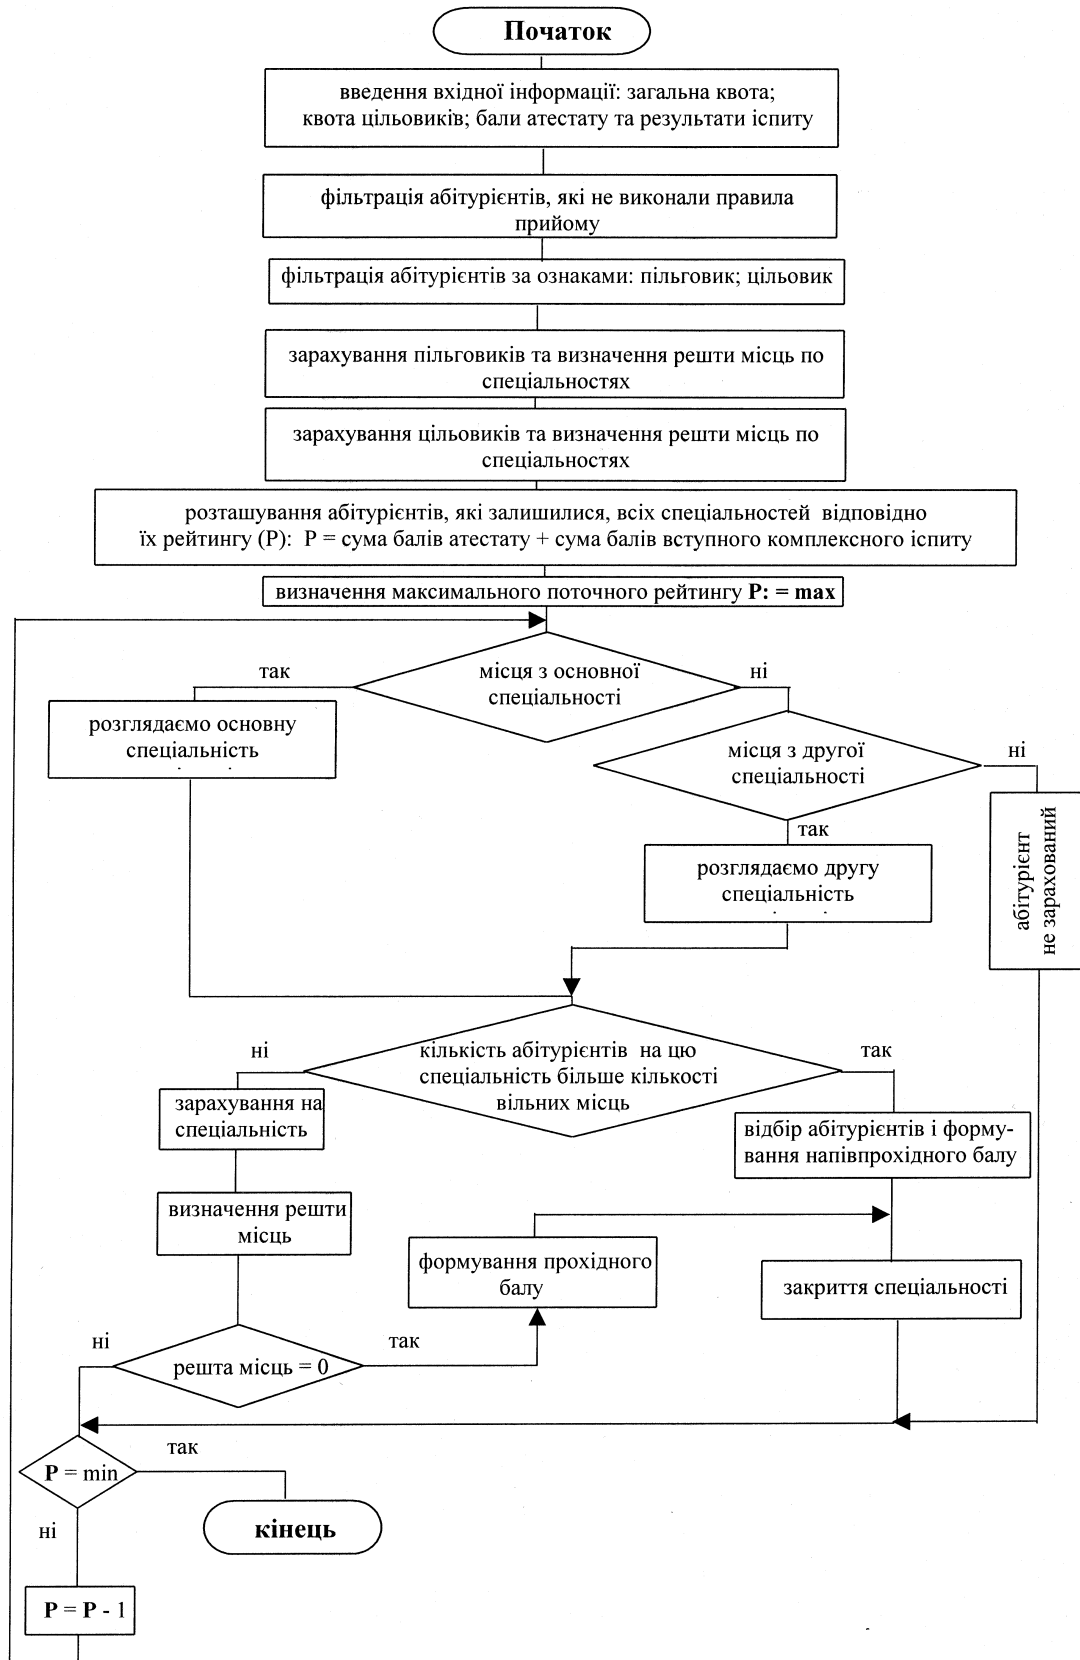 Початок
введення вхідної інформації: загальна квота;
квота цільовиків; бали атестату та результати іспиту
фільтрація абітурієнтів, які не виконали правила
прийому
фільтрація абітурієнтів за ознаками: пільговик; цільовик
зарахування пільговиків та визначення решти місць по
спеціальностях
зарахування цільовиків та визначення решти місць по
спеціальностях
розташування абітурієнтів, які залишилися, всіх спеціальностей відповідно
їх рейтингу (Р): Р = сума балів атестату + сума балів вступного комплексного іспиту
визначення максимального поточного рейтингу Р: = max
так
місця з основної
спеціальності
ні
розглядаємо основну
спеціальність
місця з другої
спеціальності
ні
так
розглядаємо другу
спеціальність
абітурієнт
не зарахований
ні
кількість абітурієнтів на цю
спеціальність більше кількості
вільних місць
так
зарахування на
спеціальність
відбір абітурієнтів і форму-
вання напівпрохідного балу
визначення решти
місць
формування прохідного
балу
закриття спеціальності
ні
решта місць = 0
так
Р = min
так
кінець
ні
Р = Р - 1